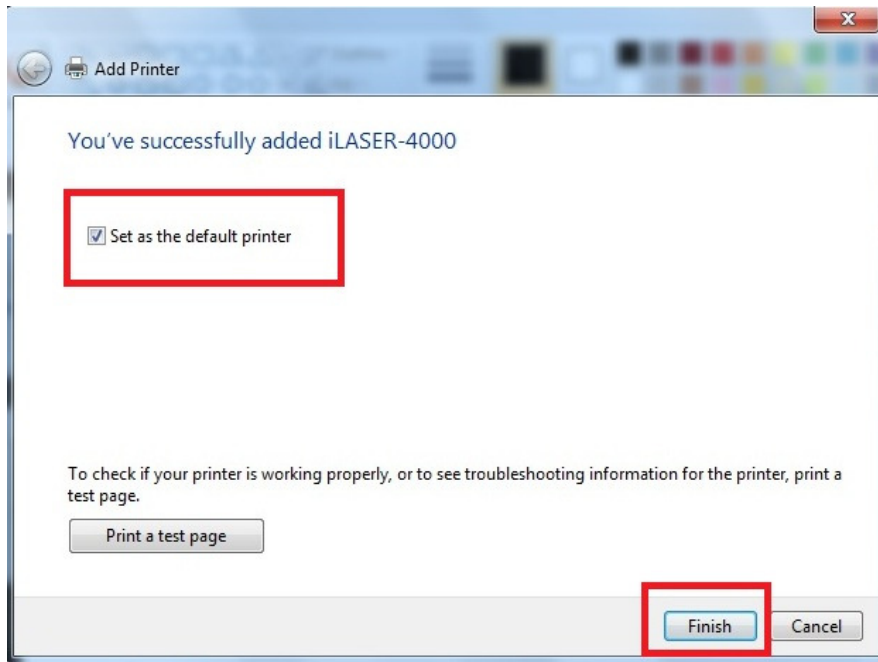 Add Printer
You've successfully added iLASER-4000
Set as the default printer
To check if your printer is working properly, or to see troubleshooting information for the printer, print a
test page.
Print a test page
Finish
Cancel